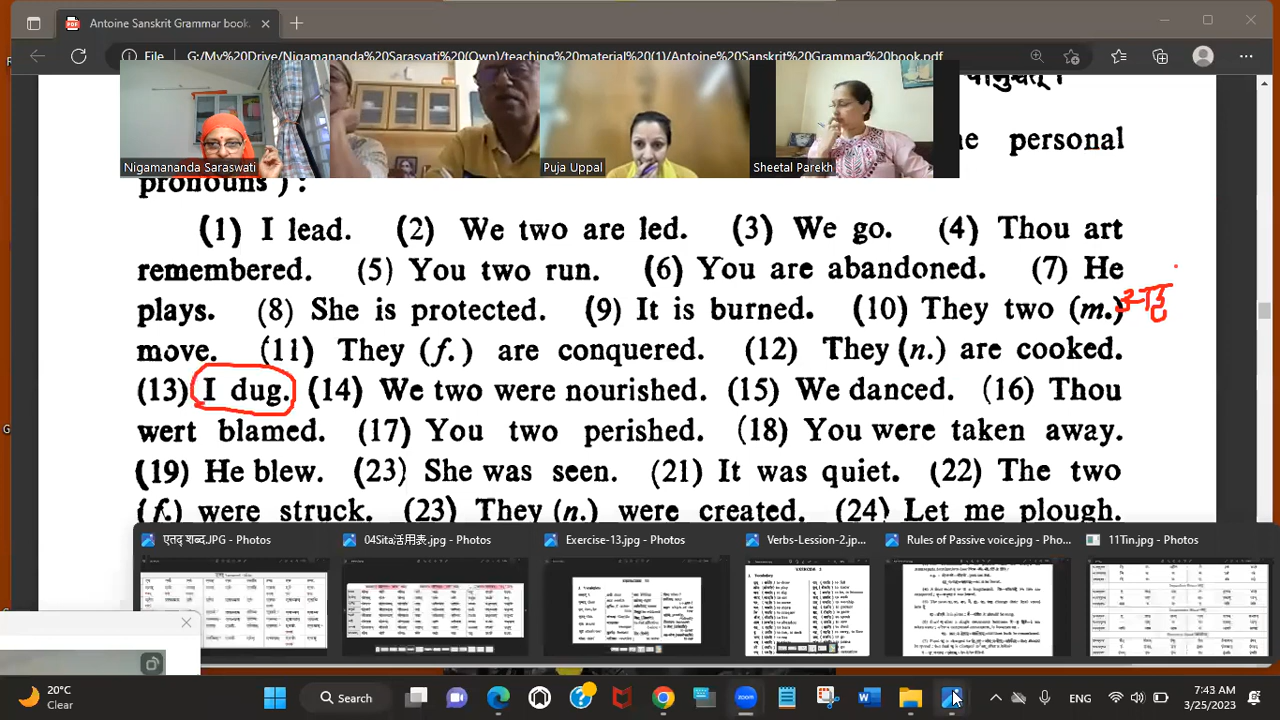 Antoine Sanskrit Grammar book.
File G:/My%20Drive/Nigamananda%20Sarasvati%20(Own)/teaching%20material%20(1)/Antoine%20Sanskrit%20Grammar%20book.pdf
Nigamananda Saraswati
Puja Uppal
Sheetal Parekh
personal
pronouns ) :
(1) I lead. (2) We two are led. (3) We go. (4) Thou art
remembered. (5) You two run. (6) You are abandoned. (7) He
plays. (8) She is protected. (9) It is burned. (10) They two (m.)
move. (11) They (f.) are conquered. (12) They (n.) are cooked.
(13) I dug. (14) We two were nourished. (15) We danced. (16) Thou
wert blamed. (17) You two perished. (18) You were taken away.
(19) He blew. (23) She was seen. (21) It was quiet. (22) The two
(f.) were struck. (23) They (n.) were created. (24) Let me plough.
एतद् शब्द.JPG - Photos
04Sita活用表.jpg - Photos
Exercise-13.jpg - Photos
Verbs-Lession-2.jpg...
Rules of Passive voice.jpg - Pho...
11Tin.jpg - Photos
20°C
Clear
Search
zoom
ENG
7:43 AM
3/25/2023